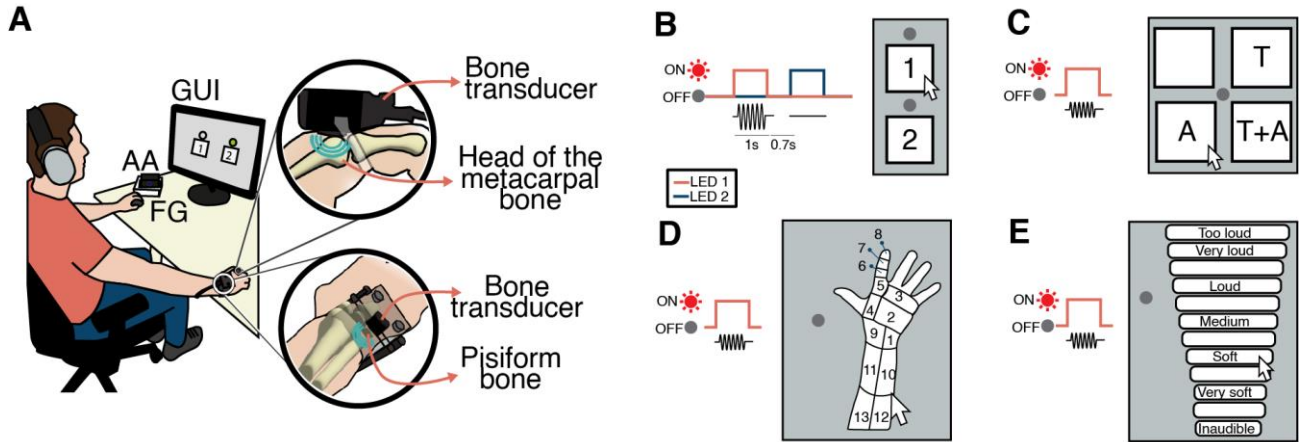 A
GUI
1
2
AA
FG
Bone
transducer
Head of the
metacarpal
bone
Bone
transducer
Pisiform
bone
B
ON
OFF
1s
0.7s
1
2
LED 1
LED 2
C
ON
OFF
T
A
T+A
D
ON
OFF
8
7
6
5
3
4
2
9
1
11
10
13
12
E
ON
OFF
Too loud
Very loud
Loud
Medium
Soft
Very soft
Inaudible